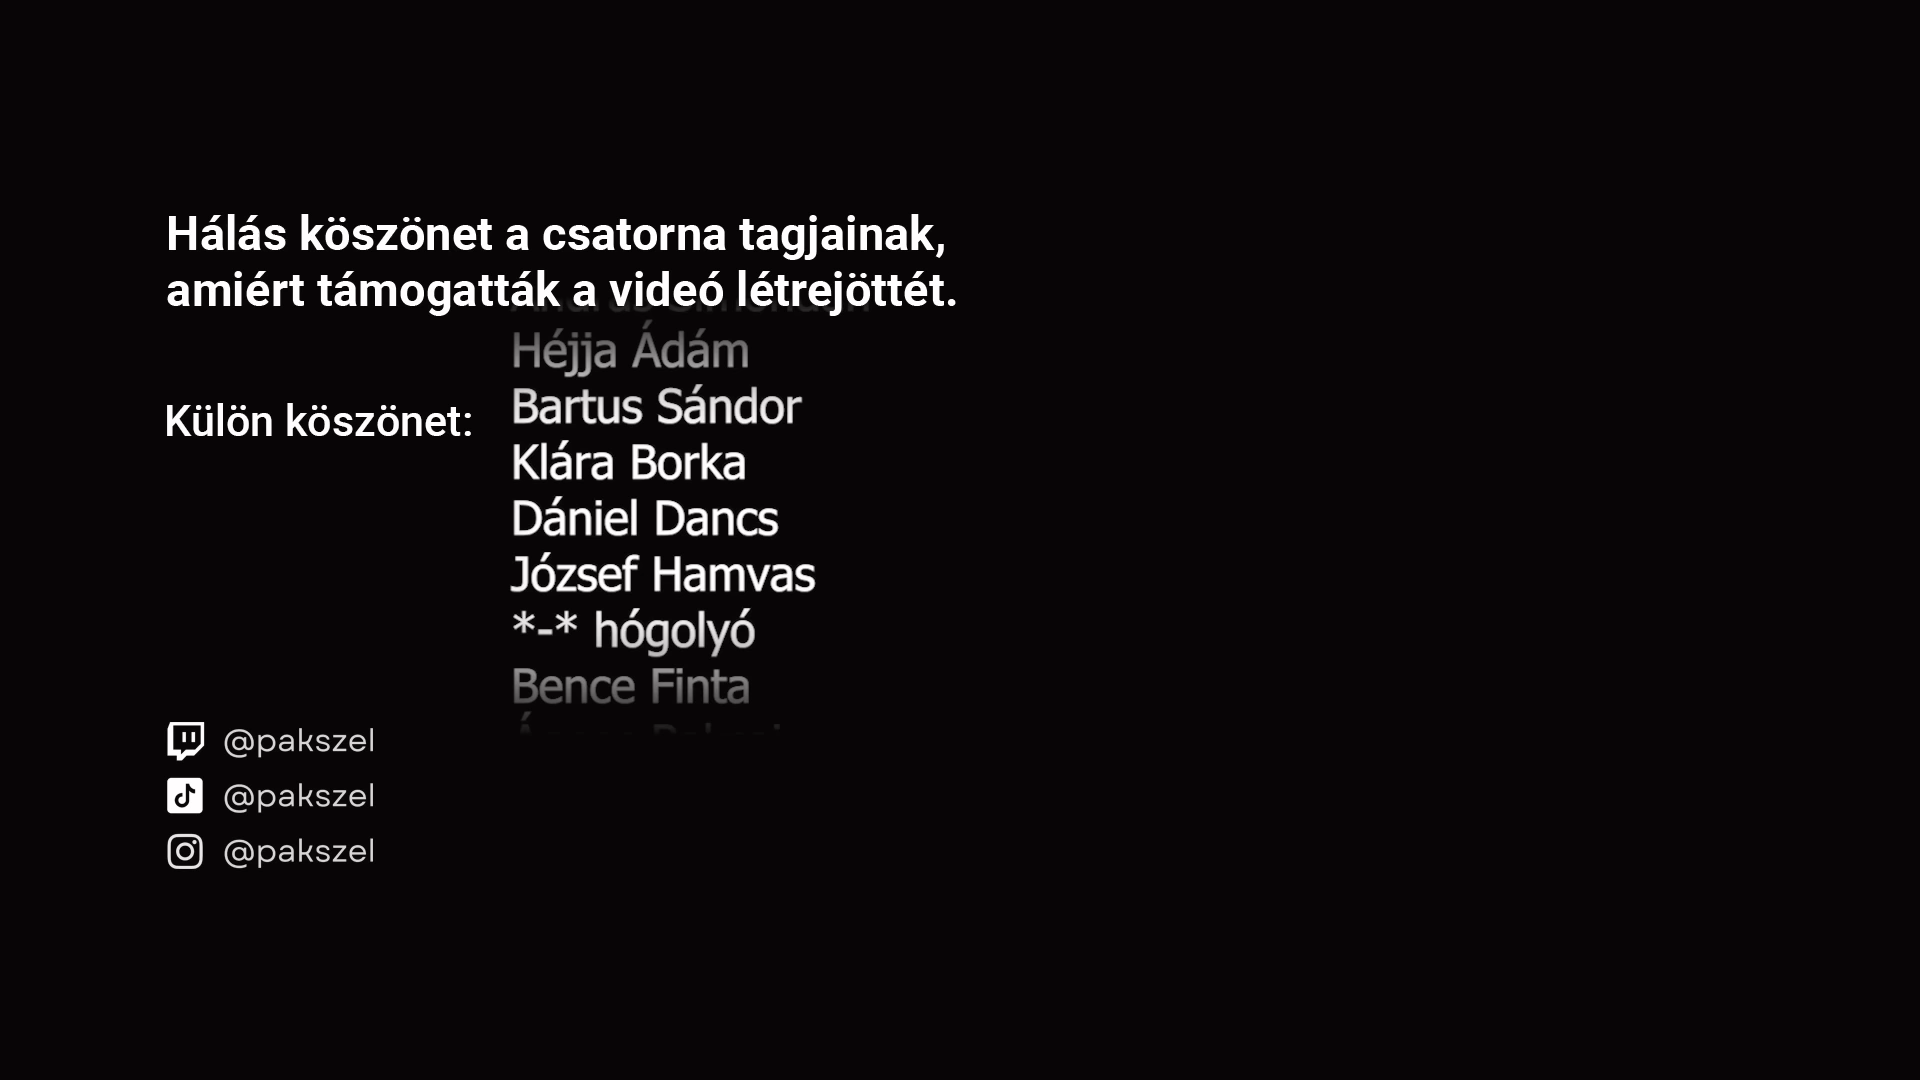 Hálás köszönet a csatorna tagjainak,
amiért támogatták a videó létrejöttét.
Külön köszönet:
Héjja Ádám
Bartus Sándor
Klára Borka
Dániel Dancs
József Hamvas
*-* hógolyó
Bence Finta
@pakszel
@pakszel
@pakszel